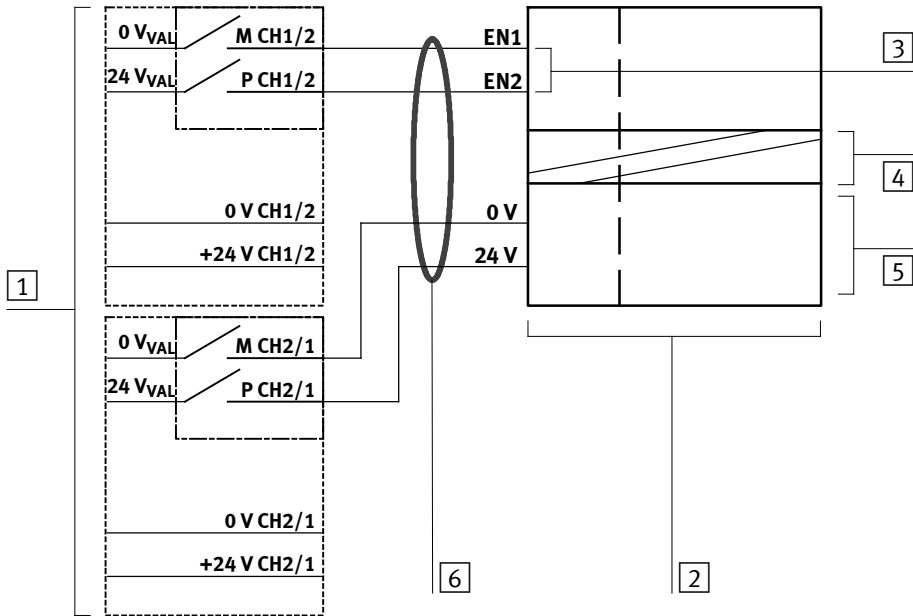 0 VVAL M CH1/2 EN1
3
24 VVAL P CH1/2 EN2
4
0 V CH1/2 0 V
+24 V CH1/2 24 V
5
1
0 VVAL M CH2/1
24 VVAL P CH2/1
0 V CH2/1
+24 V CH2/1
6 2